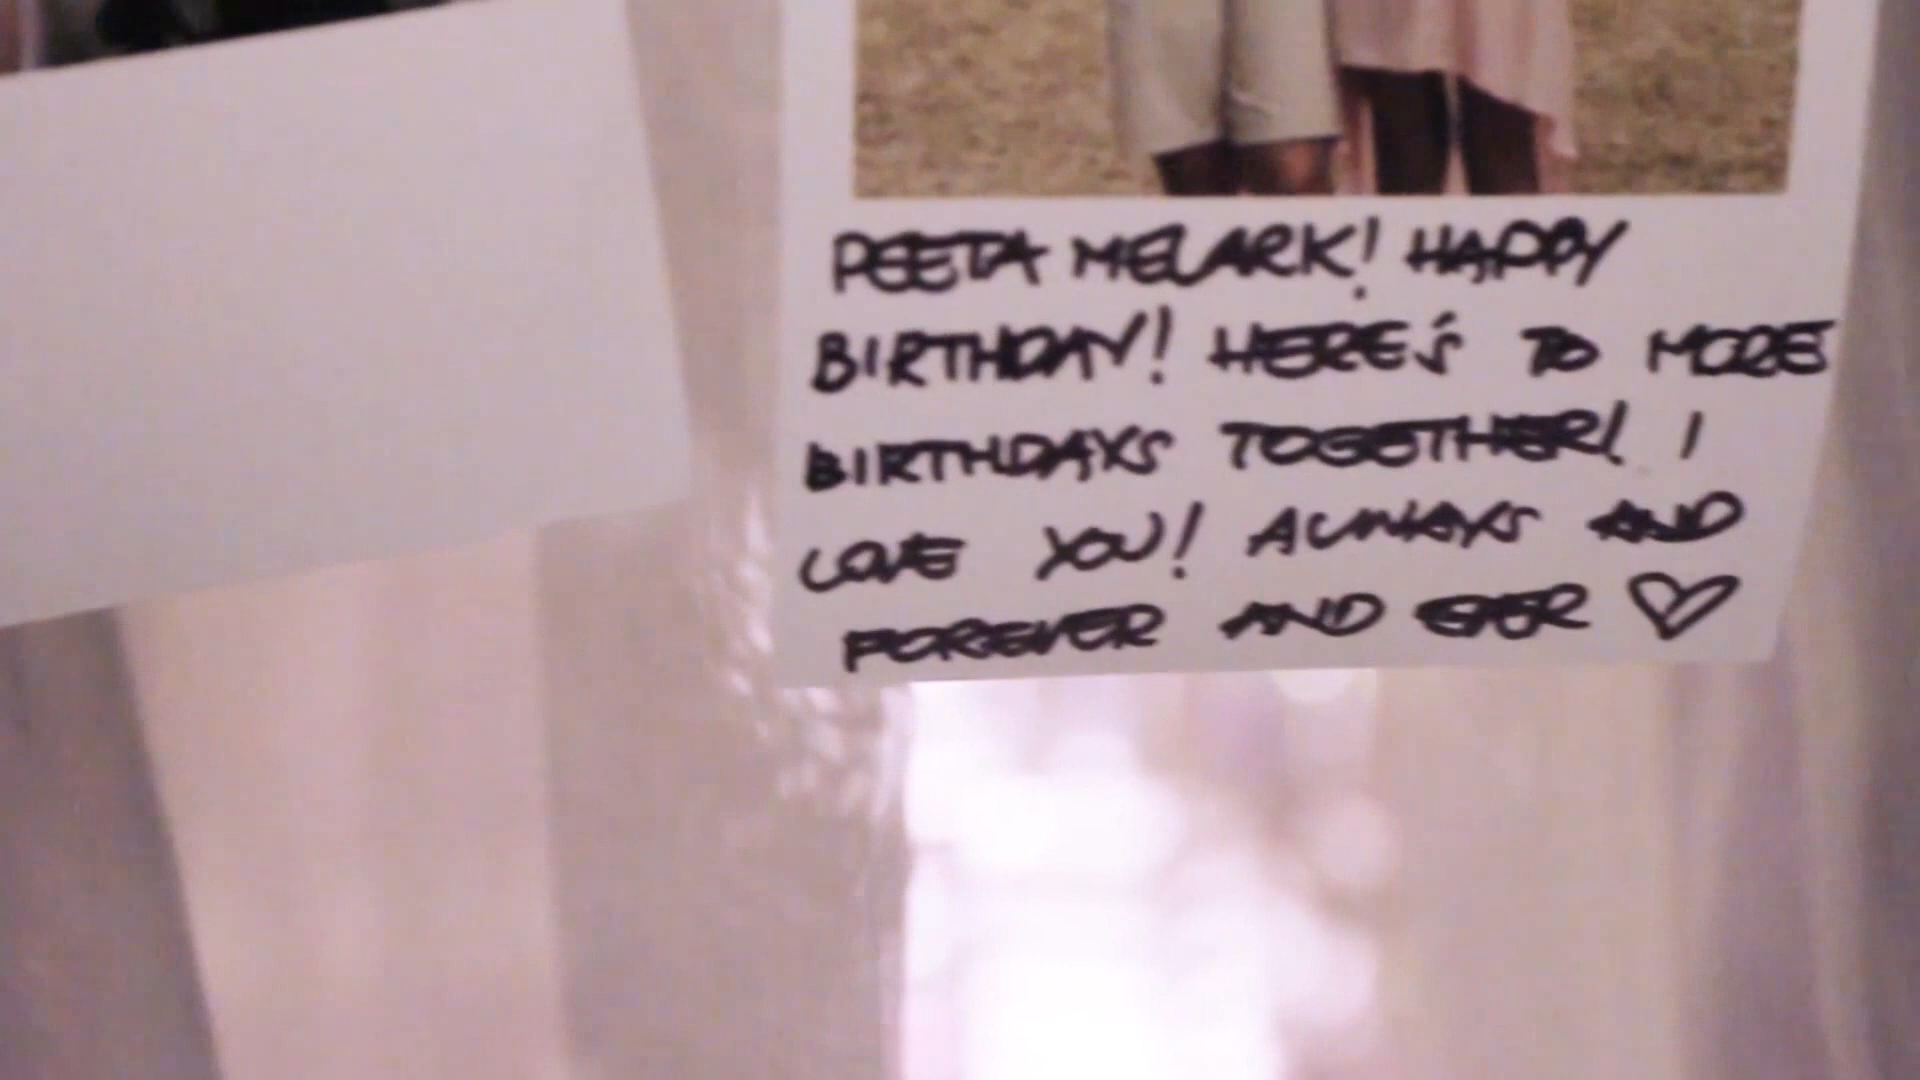 PEETA MELARK! HAPPY
BIRTHDAY! HERE'S TO MORE
BIRTHDAYS TOGETHER! I
LOVE YOU! ALWAYS AND
FOREVER AND EVER ♡